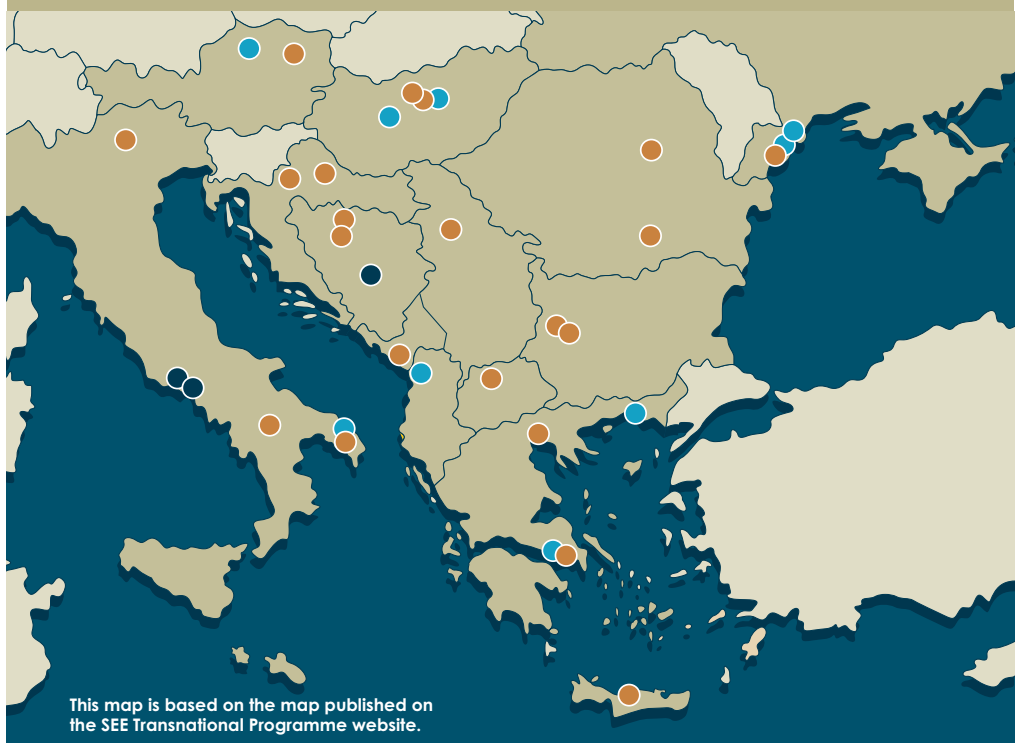 This map is based on the map published on
the SEE Transnational Programme website.